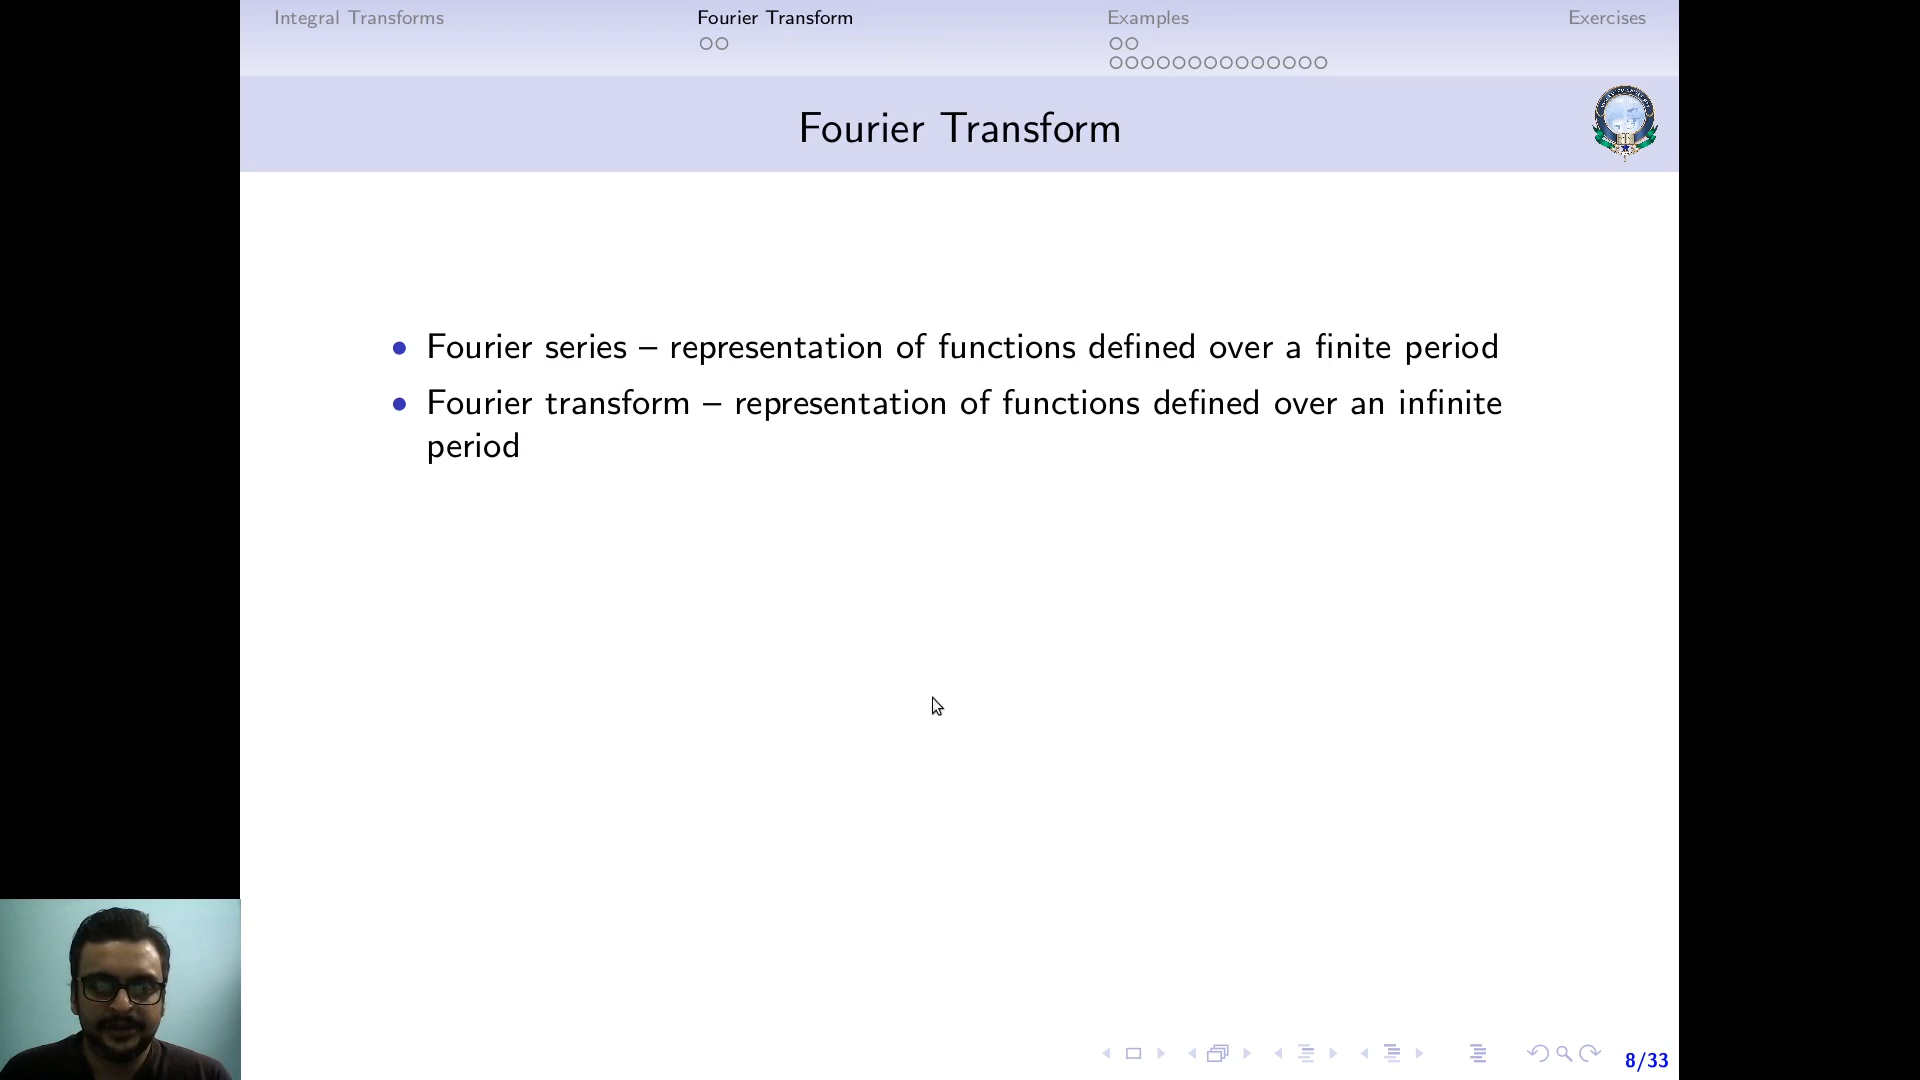 Integral Transforms Fourier Transform Examples Exercises
Fourier Transform
• Fourier series – representation of functions defined over a finite period
• Fourier transform – representation of functions defined over an infinite
period
8/33